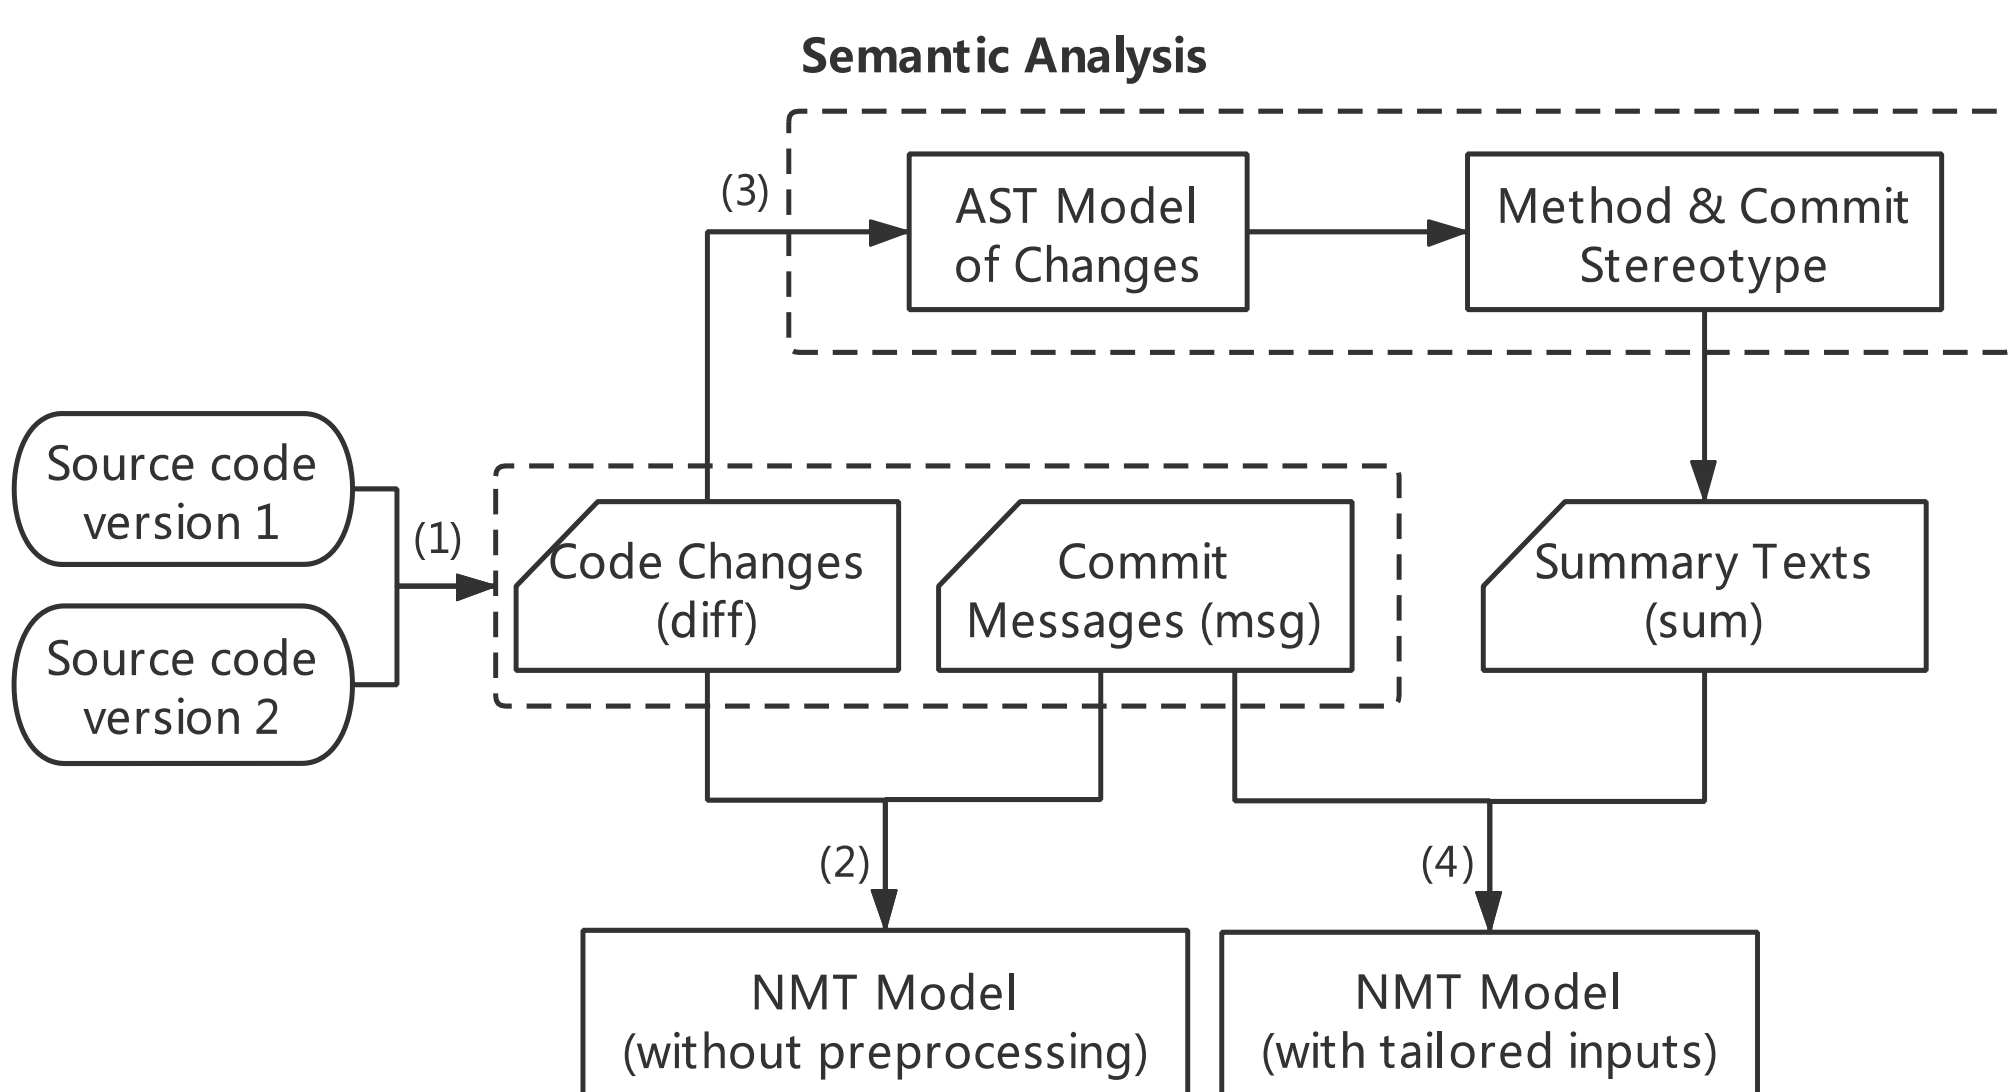 Semantic Analysis
(3)
AST Model
of Changes
Method & Commit
Stereotype
Source code
version 1
Source code
version 2
(1)
Code Changes
(diff)
Commit
Messages (msg)
Summary Texts
(sum)
(2)
(4)
NMT Model
(without preprocessing)
NMT Model
(with tailored inputs)